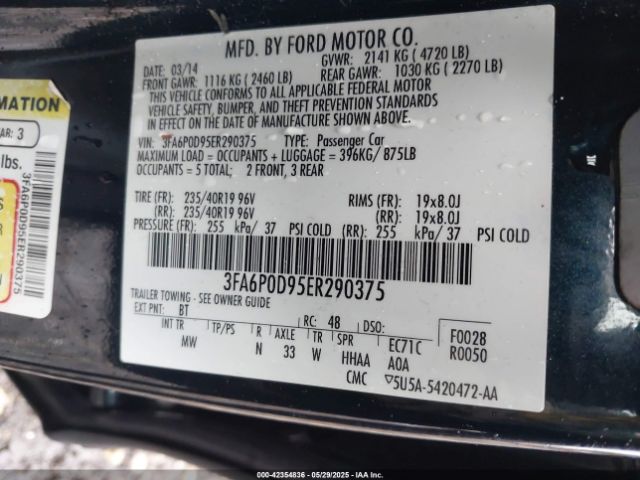 MFD. BY FORD MOTOR CO.
DATE: 03/14 GVWR: 2141 KG ( 4720 LB)
FRONT GAWR: 1116 KG ( 2460 LB) REAR GAWR: 1030 KG ( 2270 LB)
THIS VEHICLE CONFORMS TO ALL APPLICABLE FEDERAL MOTOR
VEHICLE SAFETY, BUMPER, AND THEFT PREVENTION STANDARDS
IN EFFECT ON THE DATE OF MANUFACTURE SHOWN ABOVE.
VIN: 3FA6P0D95ER290375 TYPE: Passenger Car
MAXIMUM LOAD = OCCUPANTS + LUGGAGE = 396KG/ 875LB
OCCUPANTS = 5 TOTAL; 2 FRONT, 3 REAR
TIRE (FR): 235/40R19 96V RIMS (FR): 19x8.0J
(RR): 235/40R19 96V (RR): 19x8.0J
PRESSURE (FR): 255 kPa/ 37 PSI COLD (RR): 255 kPa/ 37 PSI COLD
3FA6P0D95ER290375
TRAILER TOWING - SEE OWNER GUIDE
EXT PNT: BT RC: 48 DSO: F0028
INT TR TP/PS R AXLE TR SPR EC71C R0050
MW N 33 W HHAA A0A
CMC ▽5U5A-5420472-AA
RMATION
AR: 3
lbs.
3FA6P0D95ER290375
000-42354836 - 05/29/2025 - IAA Inc.